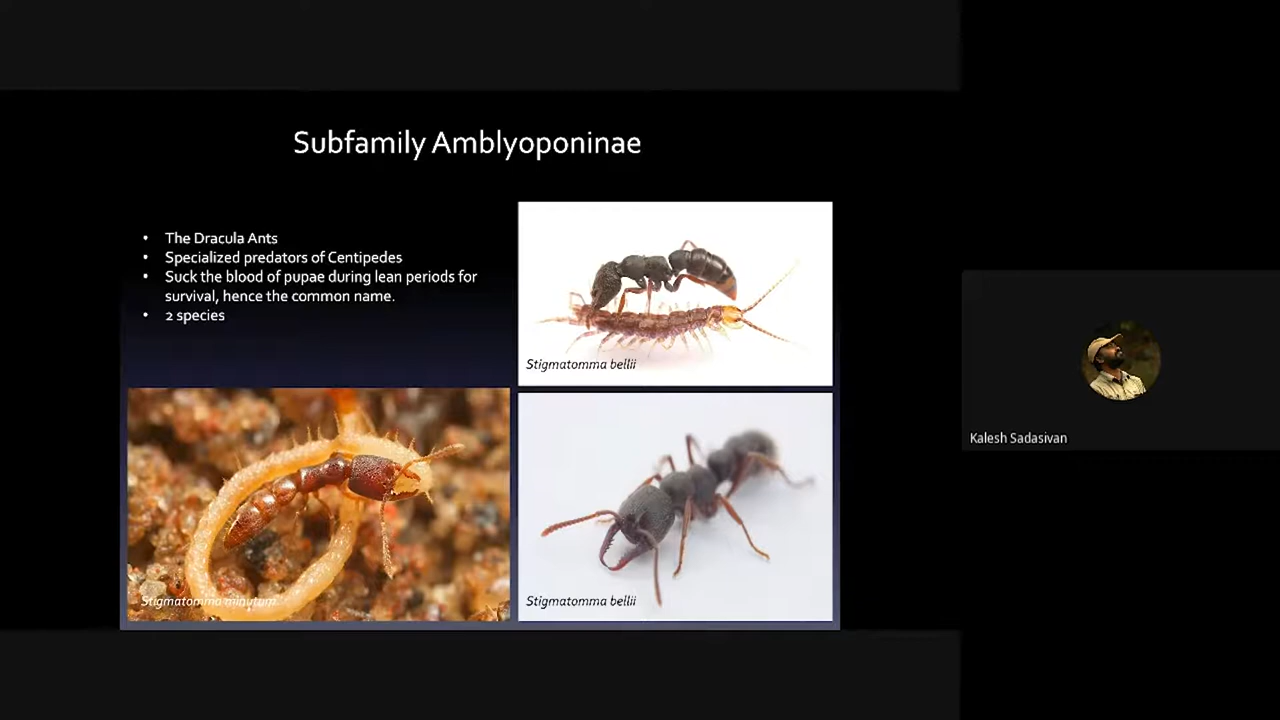 Subfamily Amblyoponinae
• The Dracula Ants
• Specialized predators of Centipedes
• Suck the blood of pupae during lean periods for
survival, hence the common name.
• 2 species
Stigmatomma bellii
Stigmatomma minutum
Stigmatomma bellii
Kalesh Sadasivan